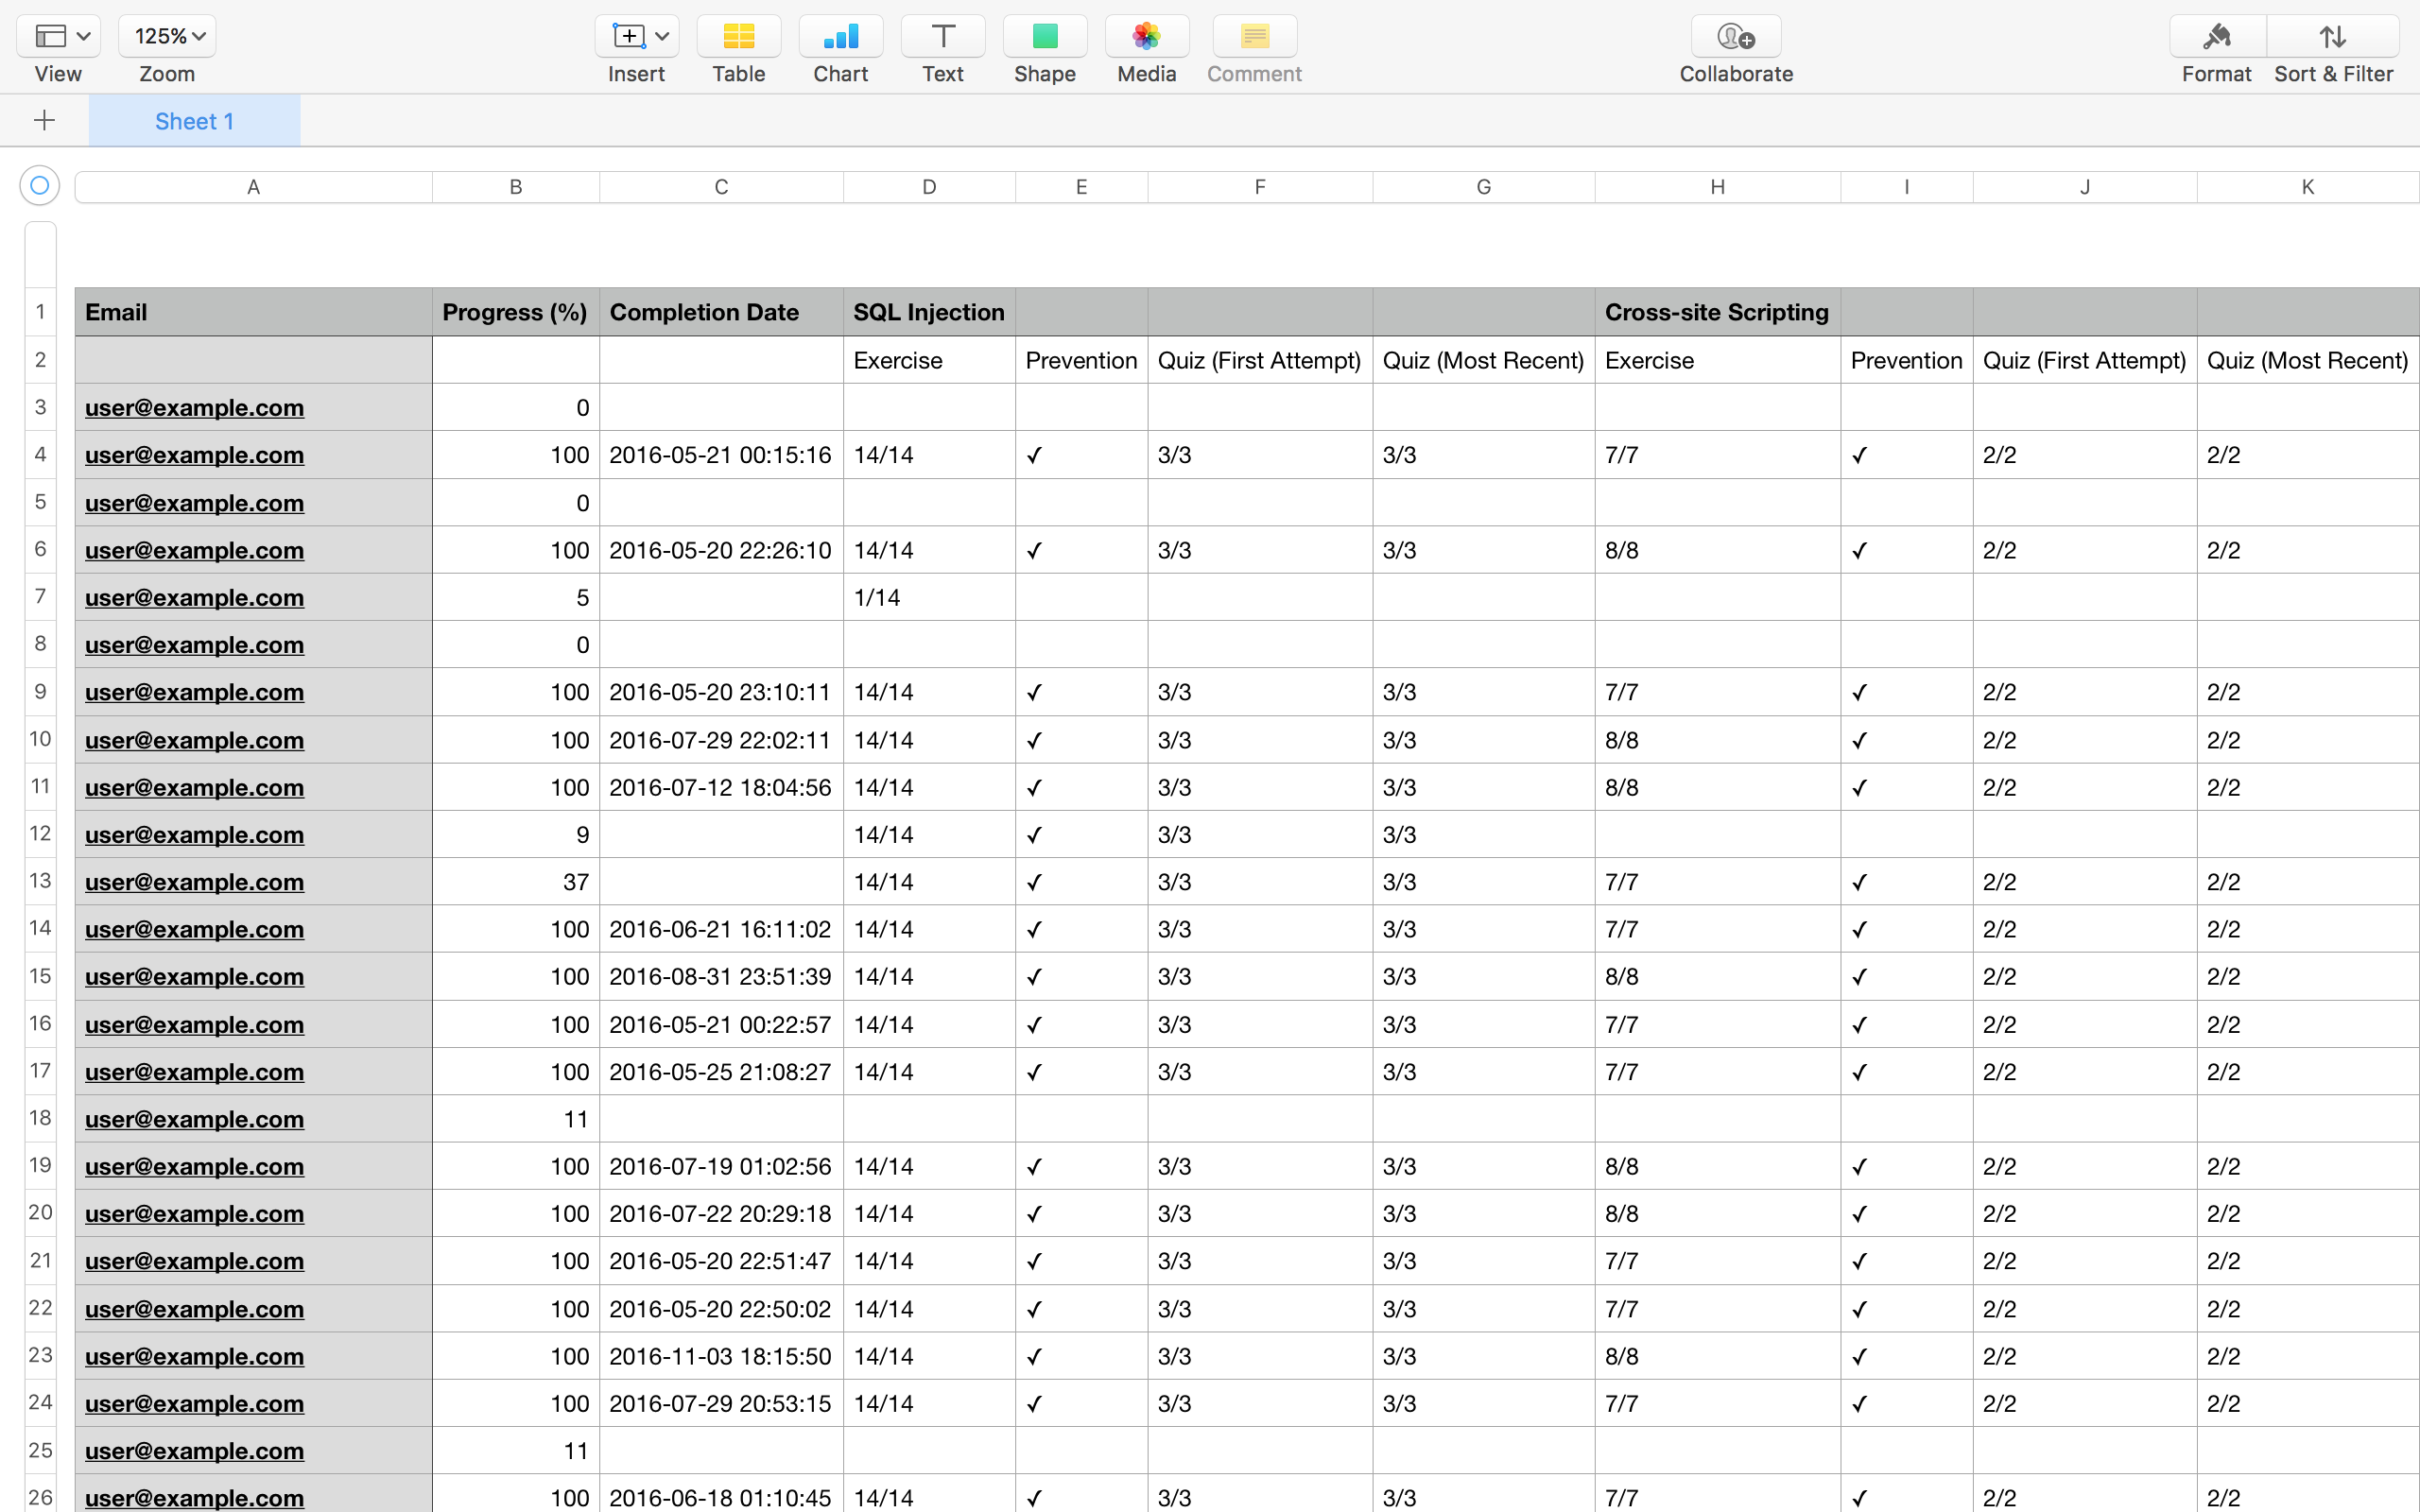 125%
View Zoom Insert Table Chart Text Shape Media Comment Collaborate Format Sort & Filter
Sheet 1
A B C D E F G H I J K
1 Email Progress (%) Completion Date SQL Injection Cross-site Scripting
2 Exercise Prevention Quiz (First Attempt) Quiz (Most Recent) Exercise Prevention Quiz (First Attempt) Quiz (Most Recent)
3 user@example.com 0
4 user@example.com 100 2016-05-21 00:15:16 14/14 ✓ 3/3 3/3 7/7 ✓ 2/2 2/2
5 user@example.com 0
6 user@example.com 100 2016-05-20 22:26:10 14/14 ✓ 3/3 3/3 8/8 ✓ 2/2 2/2
7 user@example.com 5 1/14
8 user@example.com 0
9 user@example.com 100 2016-05-20 23:10:11 14/14 ✓ 3/3 3/3 7/7 ✓ 2/2 2/2
10 user@example.com 100 2016-07-29 22:02:11 14/14 ✓ 3/3 3/3 8/8 ✓ 2/2 2/2
11 user@example.com 100 2016-07-12 18:04:56 14/14 ✓ 3/3 3/3 8/8 ✓ 2/2 2/2
12 user@example.com 9 14/14 ✓ 3/3 3/3
13 user@example.com 37 14/14 ✓ 3/3 3/3 7/7 ✓ 2/2 2/2
14 user@example.com 100 2016-06-21 16:11:02 14/14 ✓ 3/3 3/3 7/7 ✓ 2/2 2/2
15 user@example.com 100 2016-08-31 23:51:39 14/14 ✓ 3/3 3/3 8/8 ✓ 2/2 2/2
16 user@example.com 100 2016-05-21 00:22:57 14/14 ✓ 3/3 3/3 7/7 ✓ 2/2 2/2
17 user@example.com 100 2016-05-25 21:08:27 14/14 ✓ 3/3 3/3 7/7 ✓ 2/2 2/2
18 user@example.com 11
19 user@example.com 100 2016-07-19 01:02:56 14/14 ✓ 3/3 3/3 8/8 ✓ 2/2 2/2
20 user@example.com 100 2016-07-22 20:29:18 14/14 ✓ 3/3 3/3 8/8 ✓ 2/2 2/2
21 user@example.com 100 2016-05-20 22:51:47 14/14 ✓ 3/3 3/3 7/7 ✓ 2/2 2/2
22 user@example.com 100 2016-05-20 22:50:02 14/14 ✓ 3/3 3/3 7/7 ✓ 2/2 2/2
23 user@example.com 100 2016-11-03 18:15:50 14/14 ✓ 3/3 3/3 8/8 ✓ 2/2 2/2
24 user@example.com 100 2016-07-29 20:53:15 14/14 ✓ 3/3 3/3 7/7 ✓ 2/2 2/2
25 user@example.com 11
26 user@example.com 100 2016-06-18 01:10:45 14/14 ✓ 3/3 3/3 7/7 ✓ 2/2 2/2